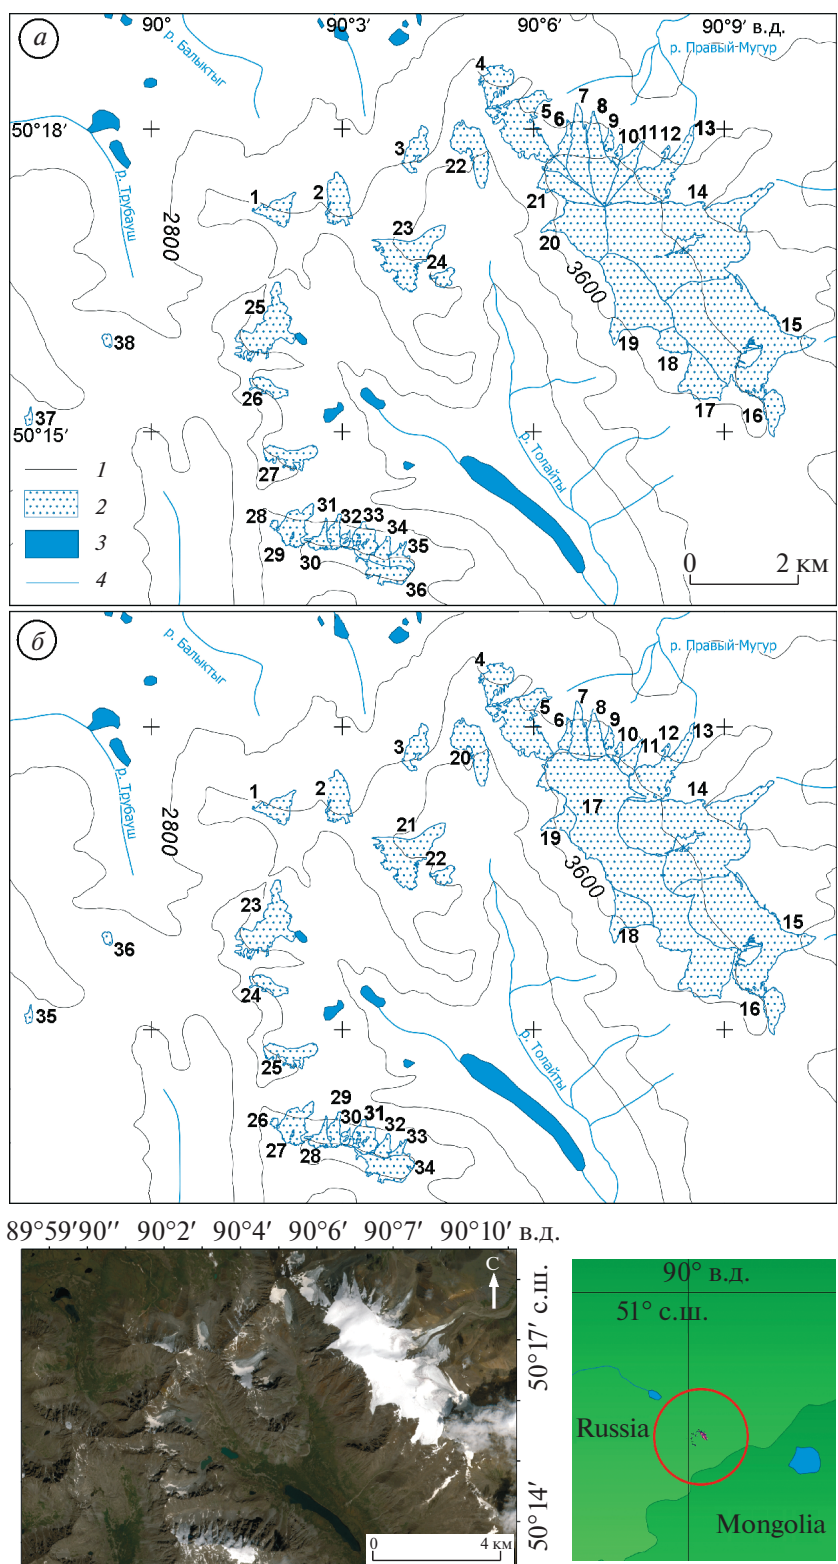 а
90° 90°3′ 90°6′ 90°9′ в.д.
р. Балыктыг
р. Правый-Мугур
4
7
8
5 6 9
10 11 12 13
50°18′
3
22
р. Трубауш
1 2
21
14
2800
23
20
24
3600
25
38
19
15
18
26
37
17 16
50°15′
р. Толайты
27
1
2
3
4
28 31 32 33
34
29 30
35
36
0 2 км
б
р. Балыктыг
р. Правый-Мугур
4
7
5 8
6 9
10 11 12 13
3
20
р. Трубауш
1 2
14
17
2800
21
19
22
3600
23
36
18
15
24
35
16
р. Толайты
25
29
26 30 31
32
27 28
33
34
89°59′90″ 90°2′ 90°4′ 90°6′ 90°7′ 90°10′ в.д.
С
50°17′ с.ш.
50°14′
0 4 км
90° в.д.
51° с.ш.
Russia
Mongolia